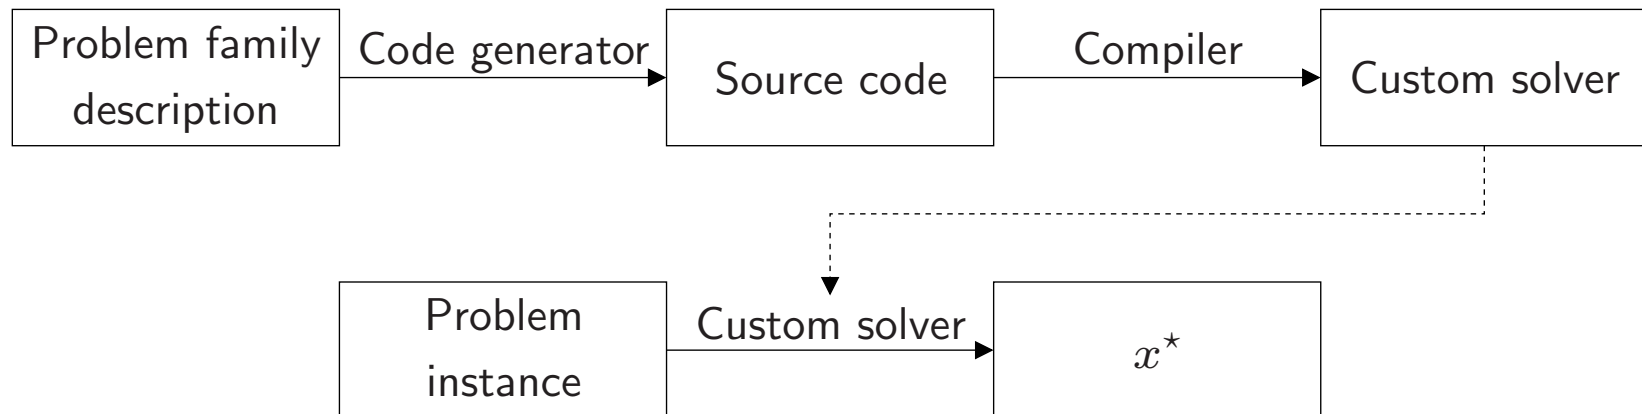 Problem family
description
Code generator
Source code
Compiler
Custom solver
Problem
instance
Custom solver
x⋆